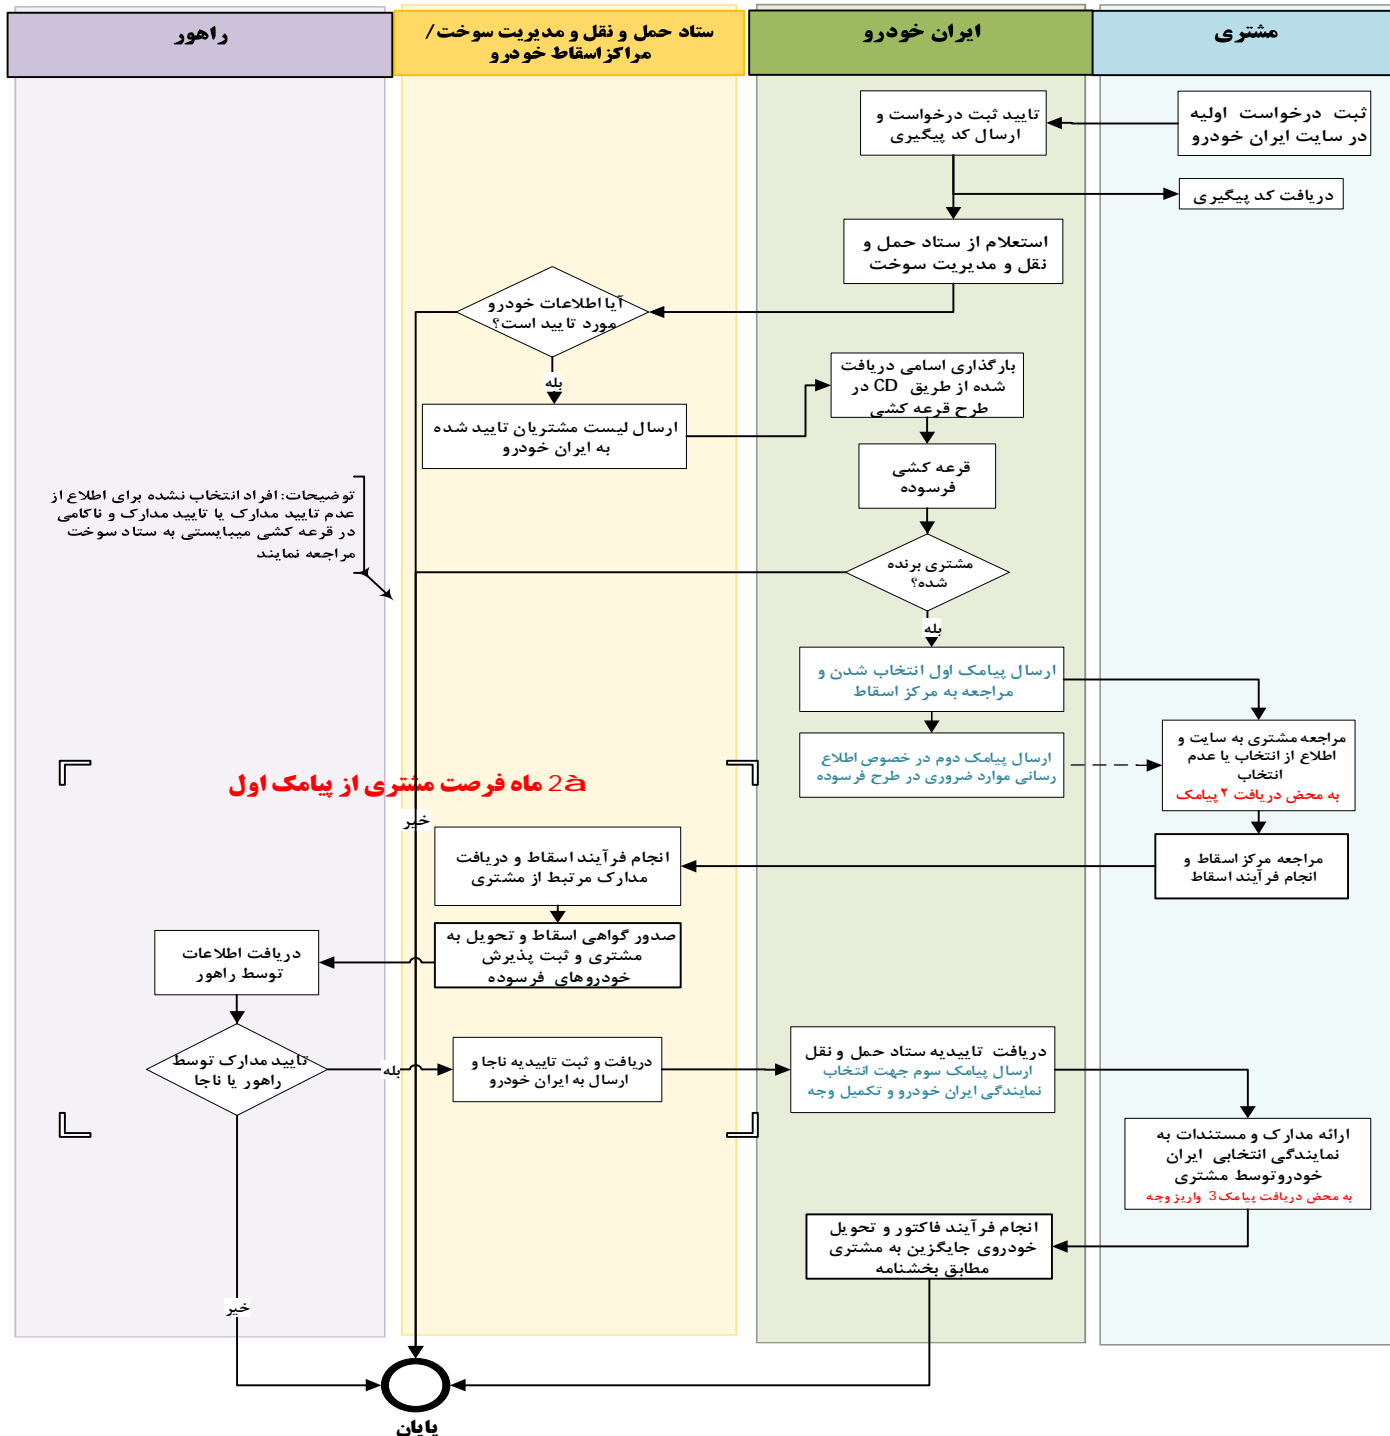 مشتری
ایران خودرو
ستاد حمل و نقل و مدیریت سوخت/
مراکزاسقاط خودرو
راهور
ثبت درخواست اولیه
در سایت ایران خودرو
تایید ثبت درخواست و
ارسال کد پیگیری
دریافت کد پیگیری
استعلام از ستاد حمل و
نقل و مدیریت سوخت
آیا اطلاعات خودرو
مورد تایید است؟
بله
ارسال لیست مشتریان تایید شده
به ایران خودرو
بارگذاری اسامی دریافت
شده از طریق CD در
طرح قرعه کشی
قرعه کشی
فرسوده
توضیحات: افراد انتخاب نشده برای اطلاع از
عدم تایید مدارک یا تایید مدارک و ناکامی
در قرعه کشی میبایستی به ستاد سوخت
مراجعه نمایند
مشتری برنده
شده؟
بله
ارسال پیامک اول انتخاب شدن و
مراجعه به مرکز اسقاط
ارسال پیامک دوم در خصوص اطلاع
رسانی موارد ضروری در طرح فرسوده
مراجعه مشتری به سایت و
اطلاع از انتخاب یا عدم
انتخاب
به محض دریافت ۲ پیامک
à2 ماه فرصت مشتری از پیامک اول
خیر
مراجعه مرکز اسقاط و
انجام فرآیند اسقاط
انجام فرآیند اسقاط و دریافت
مدارک مرتبط از مشتری
صدور گواهی اسقاط و تحویل به
مشتری و ثبت پذیرش
خودروهای فرسوده
دریافت اطلاعات
توسط راهور
تایید مدارک توسط
راهور یا ناجا
بله
دریافت و ثبت تاییدیه ناجا و
ارسال به ایران خودرو
دریافت تاییدیه ستاد حمل و نقل
ارسال پیامک سوم جهت انتخاب
نمایندگی ایران خودرو و تکمیل وجه
ارائه مدارک و مستندات به
نمایندگی انتخابی ایران
خودروتوسط مشتری
به محض دریافت پیامک3 واریز وجه
انجام فرآیند فاکتور و تحویل
خودروی جایگزین به مشتری
مطابق بخشنامه
خیر
پایان